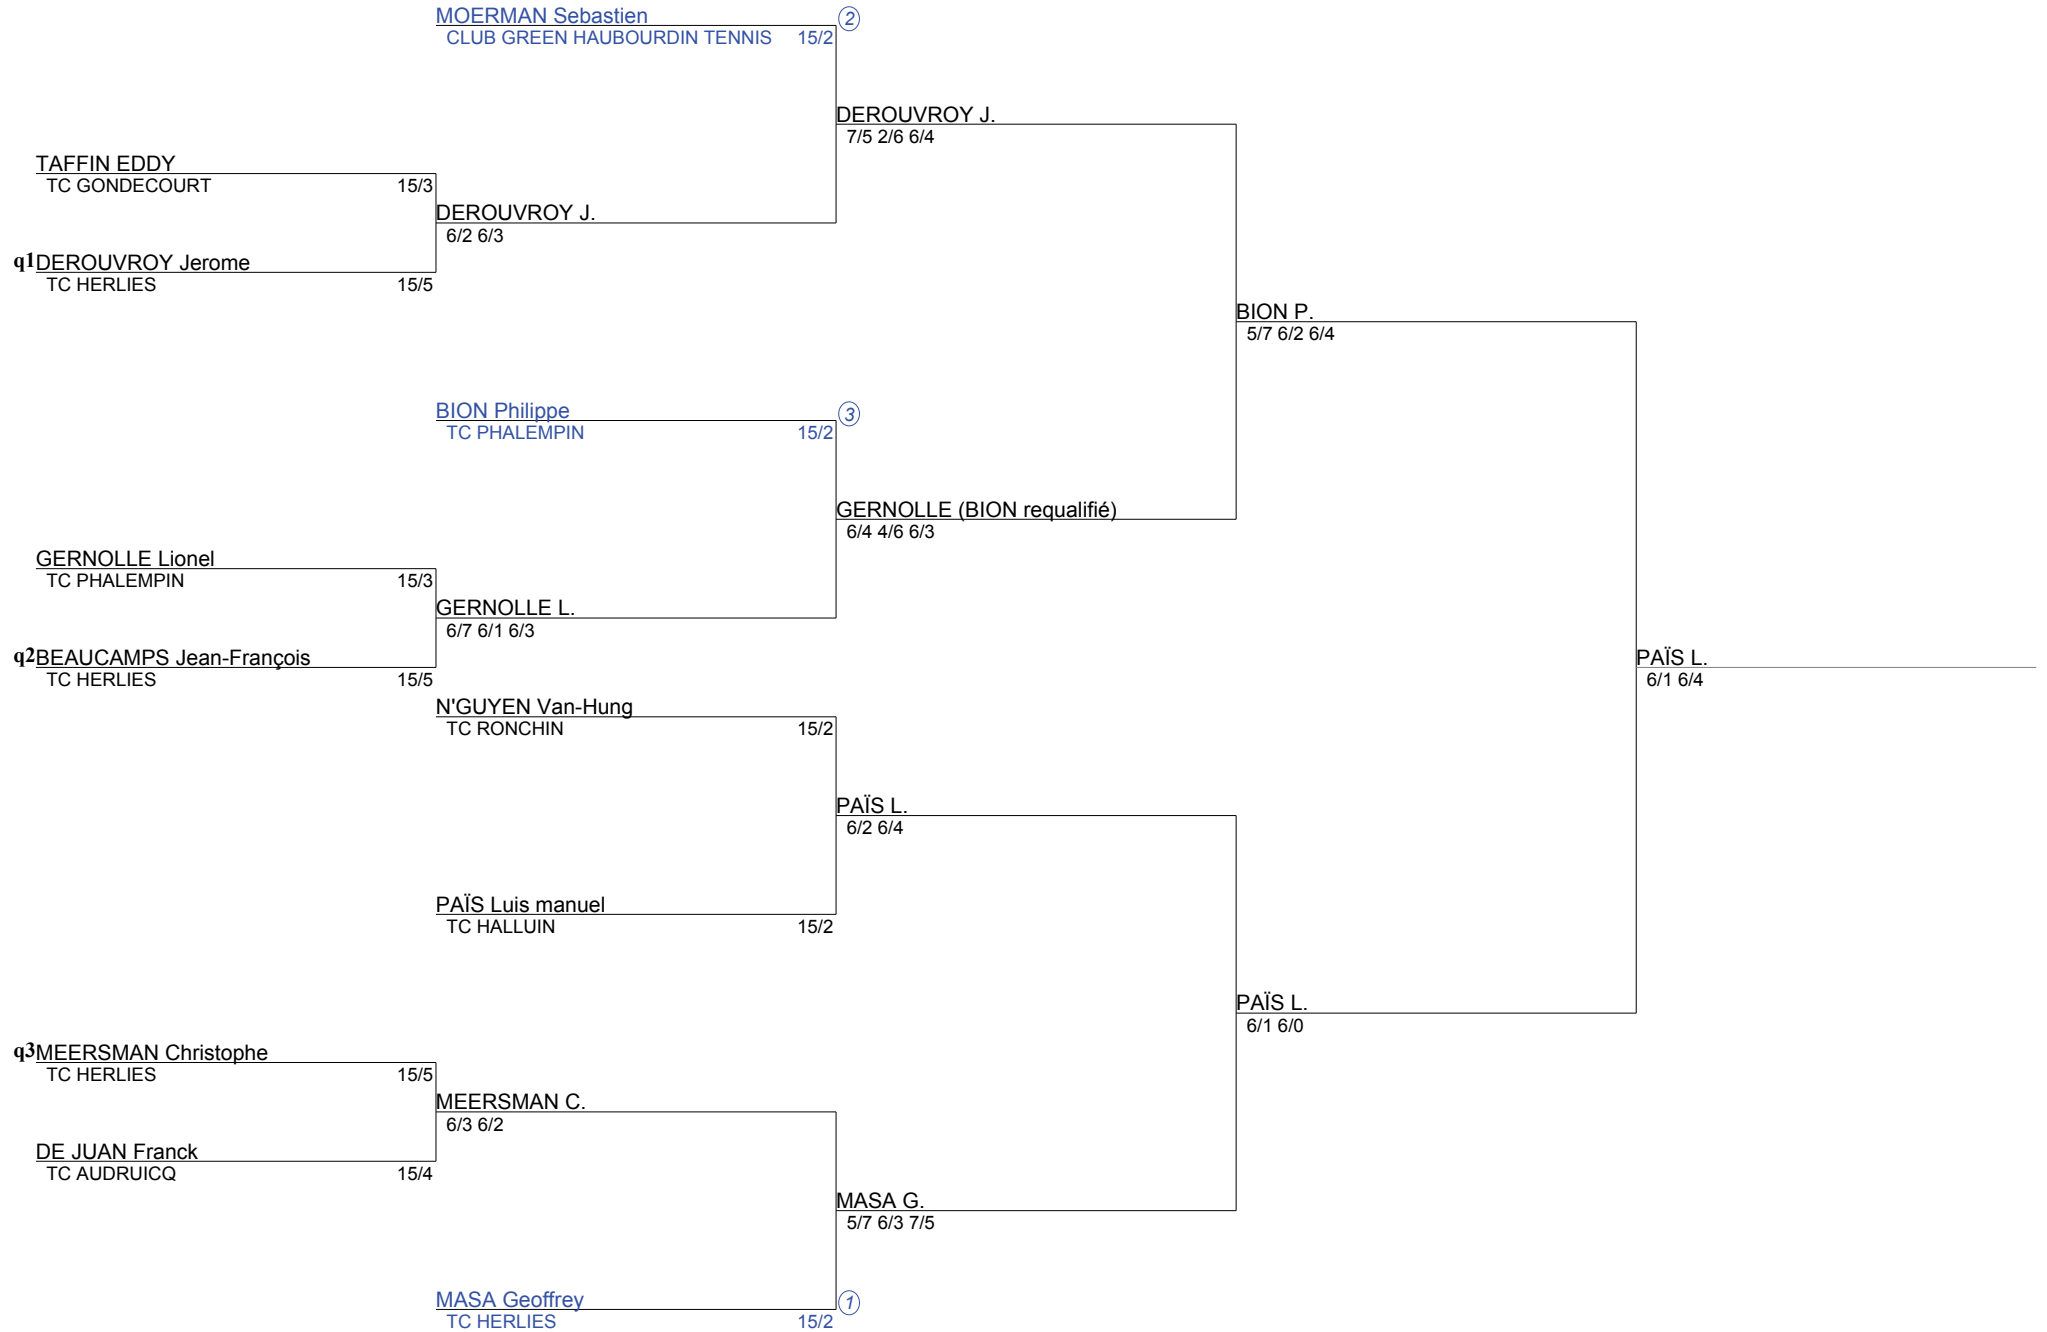 MOERMAN Sebastien 2
CLUB GREEN HAUBOURDIN TENNIS 15/2
DEROUVROY J.
7/5 2/6 6/4
TAFFIN EDDY
TC GONDECOURT 15/3
DEROUVROY J.
6/2 6/3
q1 DEROUVROY Jerome
TC HERLIES 15/5
BION P.
5/7 6/2 6/4
BION Philippe 3
TC PHALEMPIN 15/2
GERNOLLE (BION requalifié)
6/4 4/6 6/3
GERNOLLE Lionel
TC PHALEMPIN 15/3
GERNOLLE L.
6/7 6/1 6/3
q2 BEAUCAMPS Jean-François
TC HERLIES 15/5
PAÏS L.
6/1 6/4
N'GUYEN Van-Hung
TC RONCHIN 15/2
PAÏS L.
6/2 6/4
PAÏS Luis manuel
TC HALLUIN 15/2
PAÏS L.
6/1 6/0
q3 MEERSMAN Christophe
TC HERLIES 15/5
MEERSMAN C.
6/3 6/2
DE JUAN Franck
TC AUDRUICQ 15/4
MASA G.
5/7 6/3 7/5
MASA Geoffrey 1
TC HERLIES 15/2